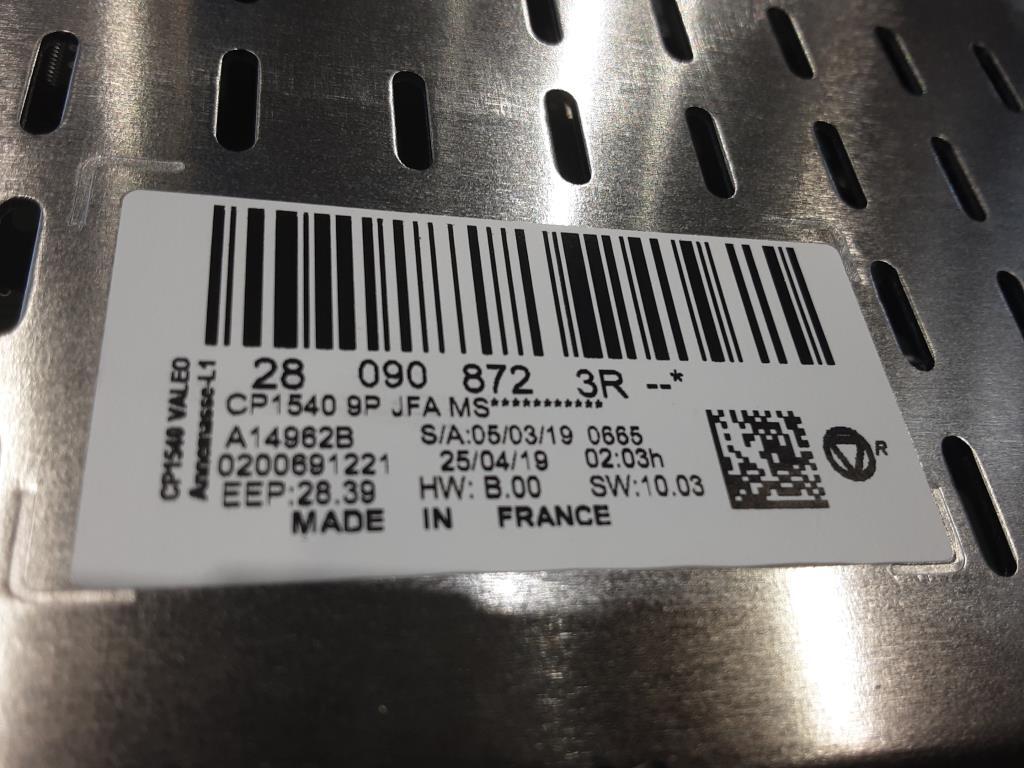 28 090 872 3R --*
CP1540 9P JFA MS***********
A14962B S/A:05/03/19 0665
0200691221 25/04/19 02:03h
EEP:28.39 HW: B.00 SW:10.03
MADE IN FRANCE
CP1540 VALEO
Annemasse-L1
R